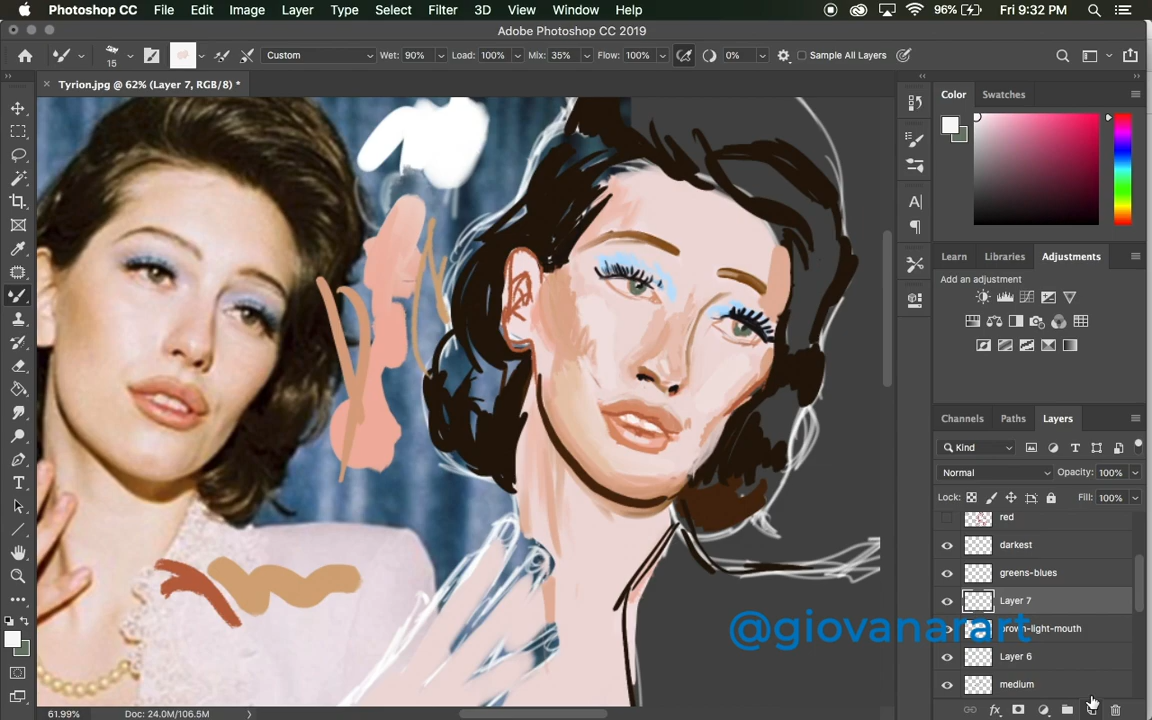 Photoshop CC File Edit Image Layer Type Select Filter 3D View Window Help 96% Fri 9:32 PM
Adobe Photoshop CC 2019
15 Custom Wet: 90% Load: 100% Mix: 35% Flow: 100% 0% Sample All Layers
Tyrion.jpg @ 62% (Layer 7, RGB/8) *
Color Swatches
Learn Libraries Adjustments
Add an adjustment
Channels Paths Layers
Kind
Normal Opacity: 100%
Lock: Fill: 100%
red
darkest
greens-blues
Layer 7
brown-light-mouth
@giovanarart
Layer 6
medium
61.99% Doc: 24.0M/106.5M